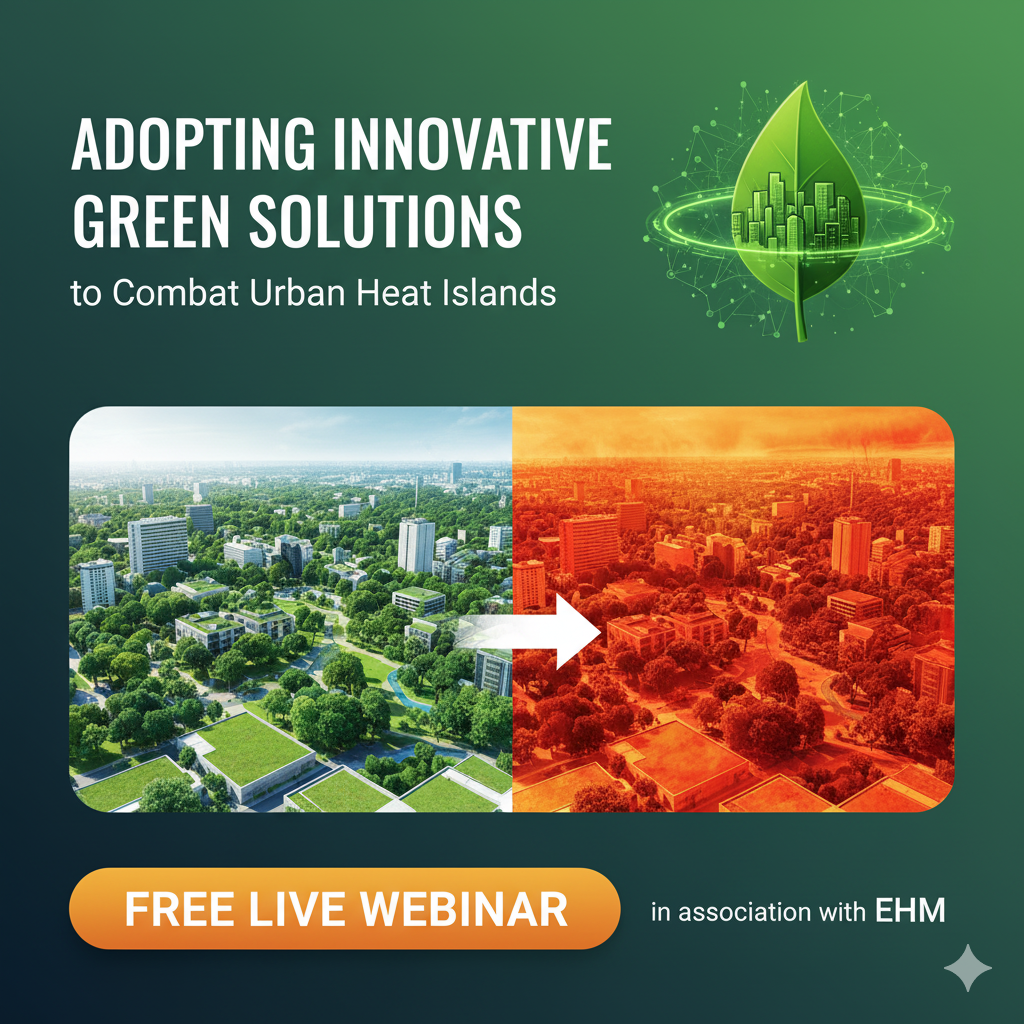 ADOPTING INNOVATIVE
GREEN SOLUTIONS
to Combat Urban Heat Islands
FREE LIVE WEBINAR
in association with EHM